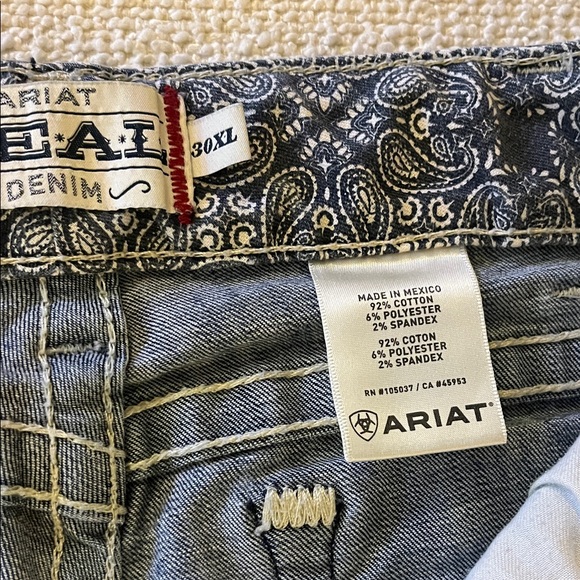 ARIAT
E.A.L
DENIM
30XL
MADE IN MEXICO
92% COTTON
6% POLYESTER
2% SPANDEX
92% COTON
6% POLYESTER
2% SPANDEX
RN #105037 / CA #45953
ARIAT